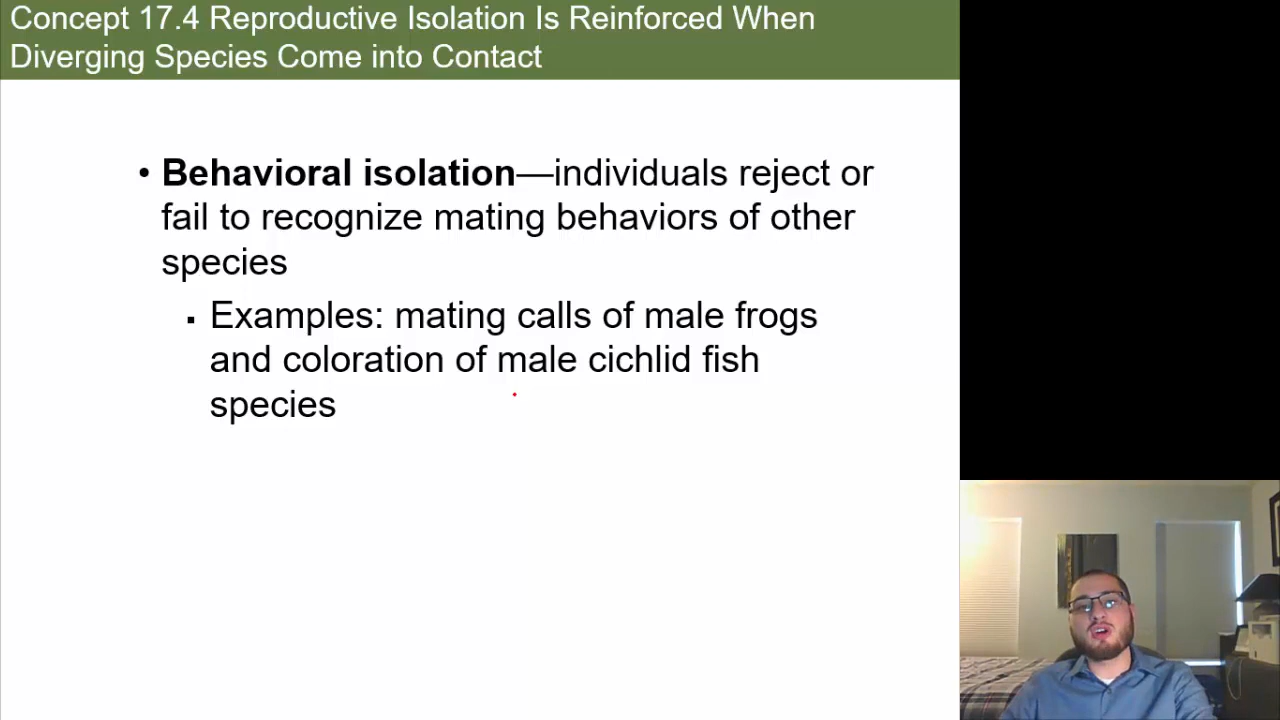 Concept 17.4 Reproductive Isolation Is Reinforced When
Diverging Species Come into Contact
• Behavioral isolation—individuals reject or
fail to recognize mating behaviors of other
species
▪ Examples: mating calls of male frogs
and coloration of male cichlid fish
species